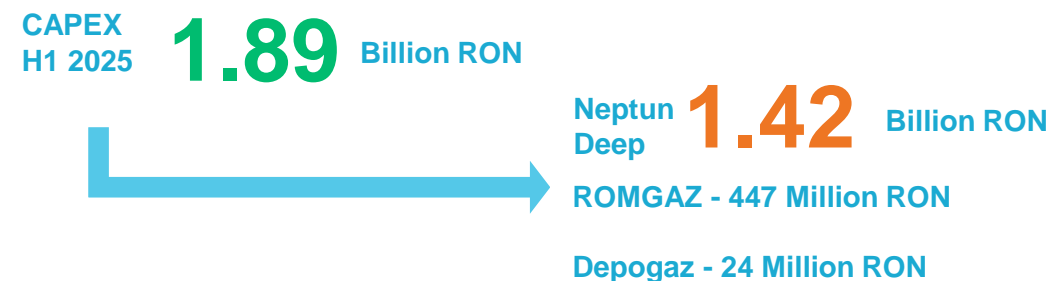 CAPEX
H1 2025
1.89 Billion RON
Neptun
Deep
1.42 Billion RON
ROMGAZ - 447 Million RON
Depogaz - 24 Million RON